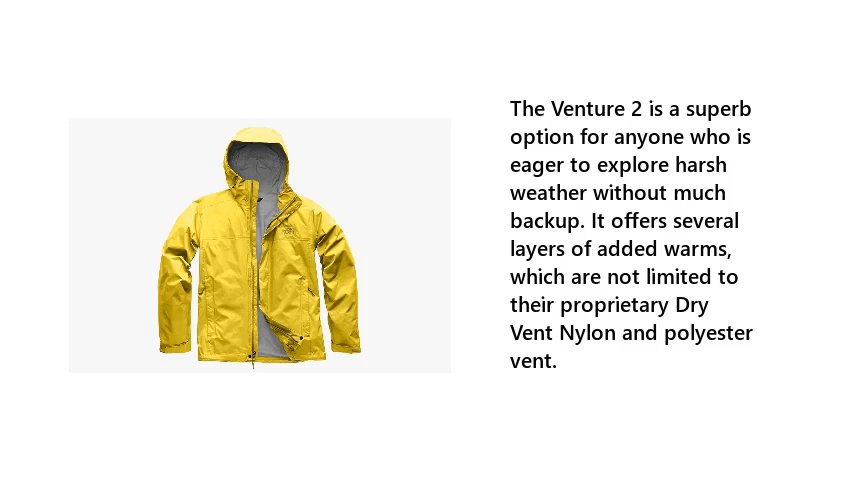 The Venture 2 is a superb
option for anyone who is
eager to explore harsh
weather without much
backup. It offers several
layers of added warms,
which are not limited to
their proprietary Dry
Vent Nylon and polyester
vent.